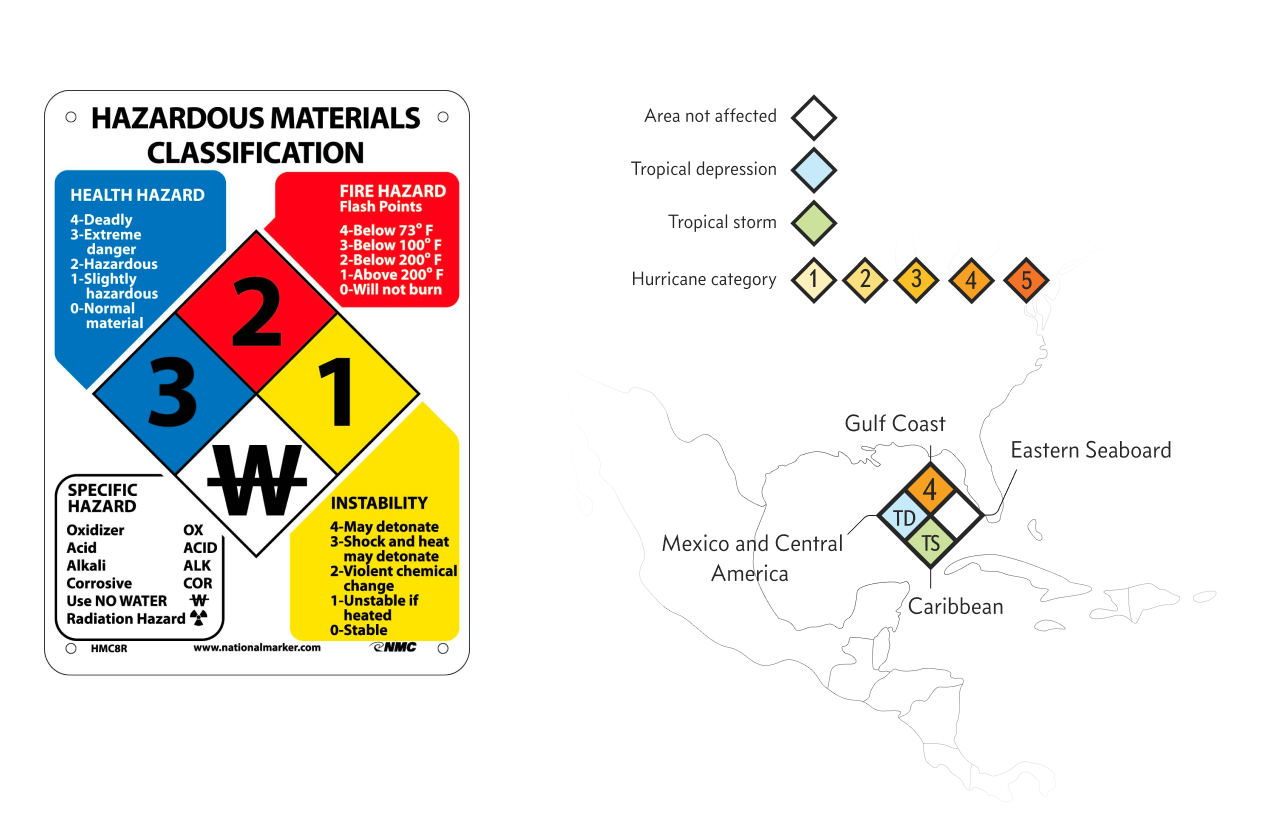 HAZARDOUS MATERIALS
CLASSIFICATION
HEALTH HAZARD
4-Deadly
3-Extreme
danger
2-Hazardous
1-Slightly
hazardous
0-Normal
material
FIRE HAZARD
Flash Points
4-Below 73° F
3-Below 100° F
2-Below 200° F
1-Above 200° F
0-Will not burn
2
3
1
W
SPECIFIC
HAZARD
Oxidizer OX
Acid ACID
Alkali ALK
Corrosive COR
Use NO WATER W
Radiation Hazard
INSTABILITY
4-May detonate
3-Shock and heat
may detonate
2-Violent chemical
change
1-Unstable if
heated
0-Stable
HMC8R www.nationalmarker.com NMC
Area not affected
Tropical depression
Tropical storm
Hurricane category 1 2 3 4 5
Gulf Coast
Eastern Seaboard
4
TD
TS
Mexico and Central
America
Caribbean